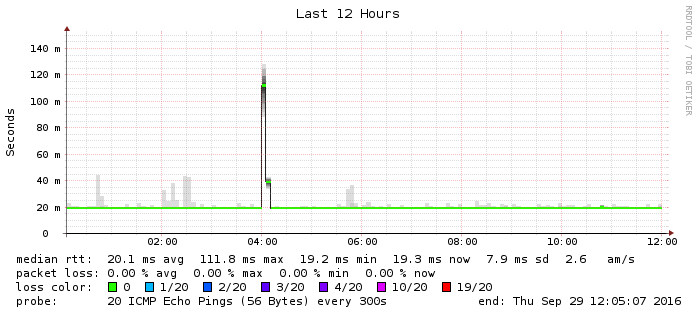 Last 12 Hours
RRDTOOL / TOBI OETIKER
Seconds
140 m
120 m
100 m
80 m
60 m
40 m
20 m
0
02:00 04:00 06:00 08:00 10:00 12:00
median rtt: 20.1 ms avg 111.8 ms max 19.2 ms min 19.3 ms now 7.9 ms sd 2.6 am/s
packet loss: 0.00 % avg 0.00 % max 0.00 % min 0.00 % now
loss color: 0 1/20 2/20 3/20 4/20 10/20 19/20
probe: 20 ICMP Echo Pings (56 Bytes) every 300s end: Thu Sep 29 12:05:07 2016